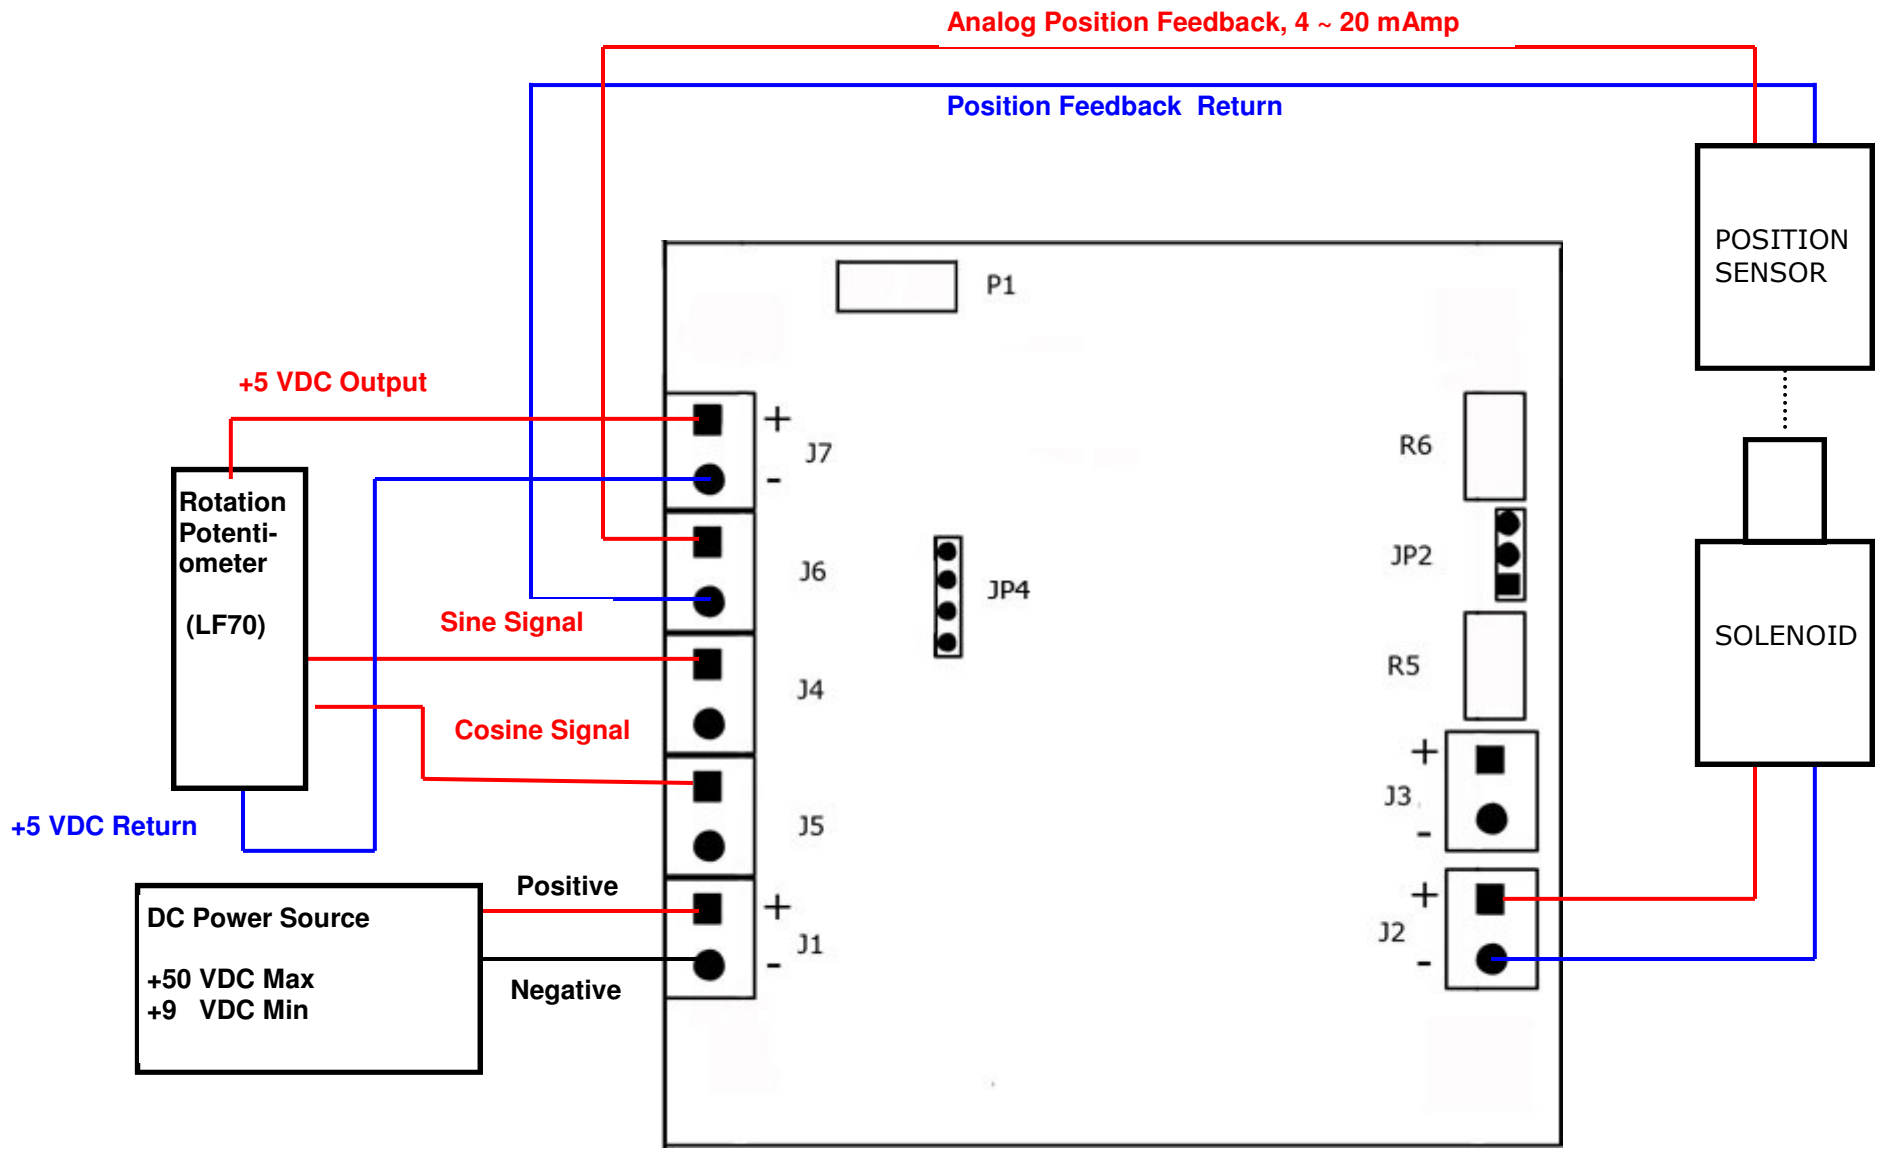 Analog Position Feedback, 4 ~ 20 mAmp
Position Feedback Return
POSITION
SENSOR
P1
+5 VDC Output
+
J7
-
R6
Rotation
Potenti-
ometer
(LF70)
J6
JP4
JP2
Sine Signal
SOLENOID
J4
R5
Cosine Signal
+
J3
-
+5 VDC Return
J5
Positive
+
J1
-
+
J2
-
DC Power Source
+50 VDC Max
+9 VDC Min
Negative